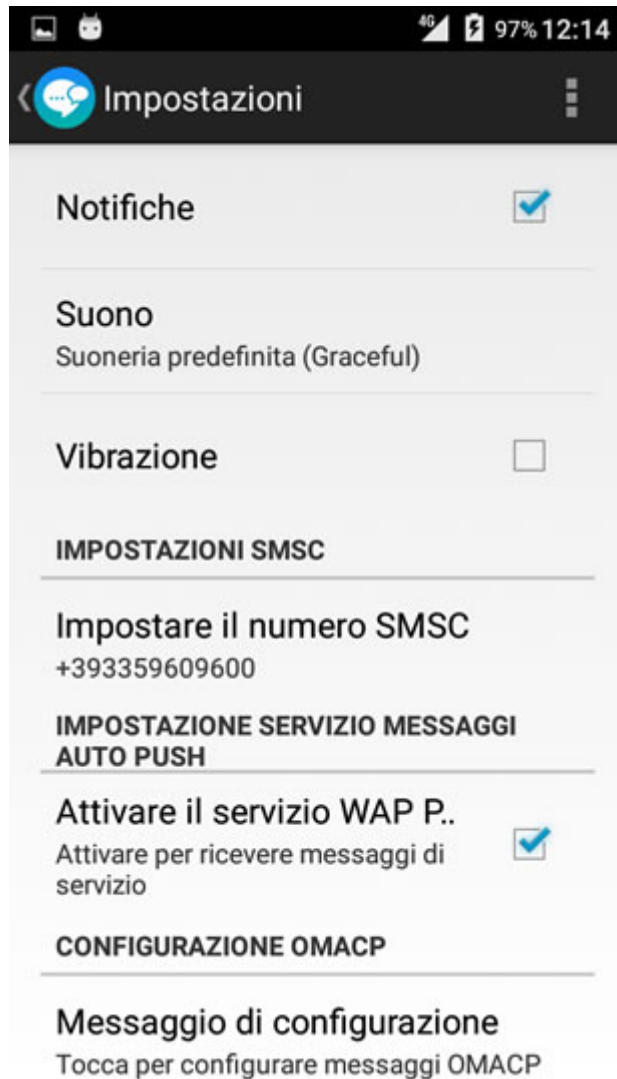 4G 97% 12:14
Impostazioni
Notifiche
Suono
Suoneria predefinita (Graceful)
Vibrazione
IMPOSTAZIONI SMSC
Impostare il numero SMSC
+393359609600
IMPOSTAZIONE SERVIZIO MESSAGGI
AUTO PUSH
Attivare il servizio WAP P..
Attivare per ricevere messaggi di
servizio
CONFIGURAZIONE OMACP
Messaggio di configurazione
Tocca per configurare messaggi OMACP